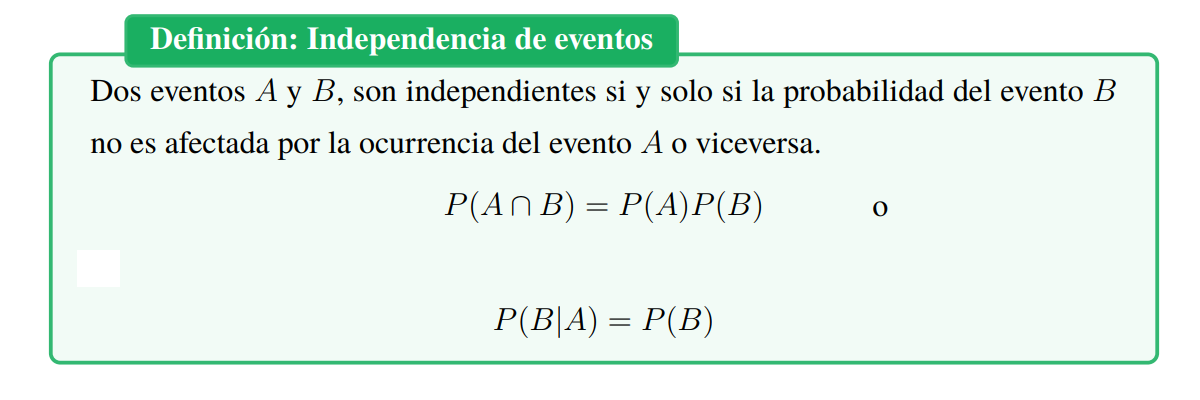 Definición: Independencia de eventos
Dos eventos A y B, son independientes si y solo si la probabilidad del evento B
no es afectada por la ocurrencia del evento A o viceversa.
P(A ∩ B) = P(A)P(B) o
P(B|A) = P(B)